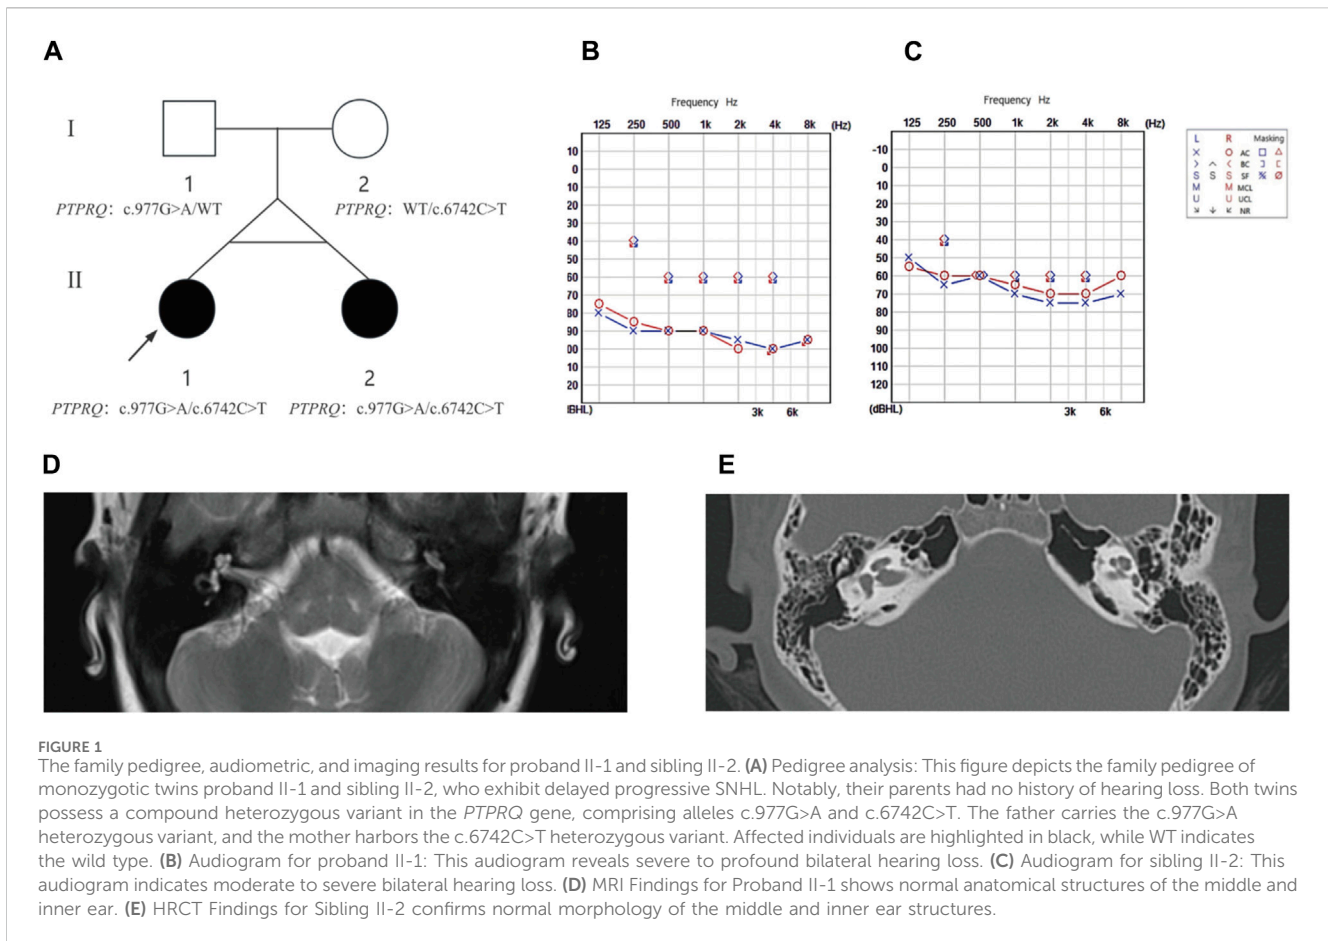 A
B
C
I
1
2
PTPRQ: c.977G>A/WT
PTPRQ: WT/c.6742C>T
II
1
2
PTPRQ: c.977G>A/c.6742C>T
PTPRQ: c.977G>A/c.6742C>T
Frequency Hz
125 250 500 1k 2k 4k 8k (Hz)
10
0
10
20
30
40
50
60
70
80
90
00
10
20
IBHL)
3k 6k
Frequency Hz
125 250 500 1k 2k 4k 8k (Hz)
-10
0
10
20
30
40
50
60
70
80
90
100
110
120
(dBHL)
3k 6k
L R Masking
AC
BC
S S S SF
M M MCL
U U UCL
NR
D
E
FIGURE 1
The family pedigree, audiometric, and imaging results for proband II-1 and sibling II-2. (A) Pedigree analysis: This figure depicts the family pedigree of
monozygotic twins proband II-1 and sibling II-2, who exhibit delayed progressive SNHL. Notably, their parents had no history of hearing loss. Both twins
possess a compound heterozygous variant in the PTPRQ gene, comprising alleles c.977G>A and c.6742C>T. The father carries the c.977G>A
heterozygous variant, and the mother harbors the c.6742C>T heterozygous variant. Affected individuals are highlighted in black, while WT indicates
the wild type. (B) Audiogram for proband II-1: This audiogram reveals severe to profound bilateral hearing loss. (C) Audiogram for sibling II-2: This
audiogram indicates moderate to severe bilateral hearing loss. (D) MRI Findings for Proband II-1 shows normal anatomical structures of the middle and
inner ear. (E) HRCT Findings for Sibling II-2 confirms normal morphology of the middle and inner ear structures.